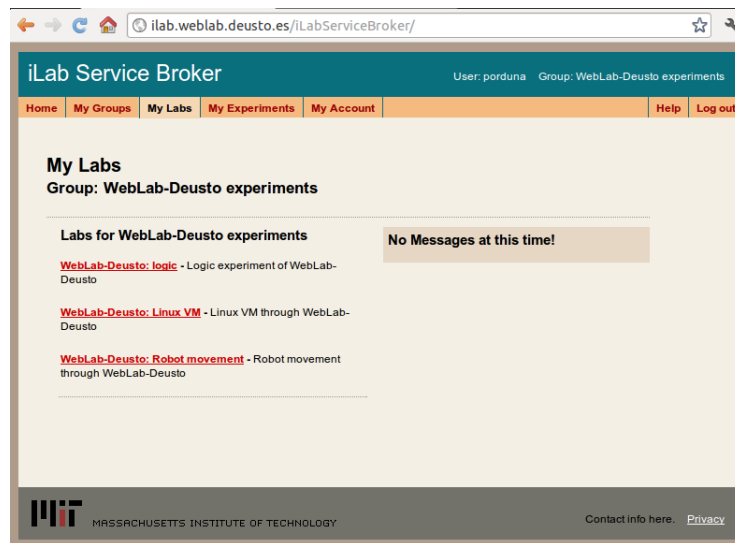 ilab.weblab.deusto.es/iLabServiceBroker/
iLab Service Broker
User: porduna Group: WebLab-Deusto experiments
Home My Groups My Labs My Experiments My Account Help Log out
My Labs
Group: WebLab-Deusto experiments
Labs for WebLab-Deusto experiments
No Messages at this time!
WebLab-Deusto: logic - Logic experiment of WebLab-
Deusto
WebLab-Deusto: Linux VM - Linux VM through WebLab-
Deusto
WebLab-Deusto: Robot movement - Robot movement
through WebLab-Deusto
MIT
MASSACHUSETTS INSTITUTE OF TECHNOLOGY
Contact info here. Privacy